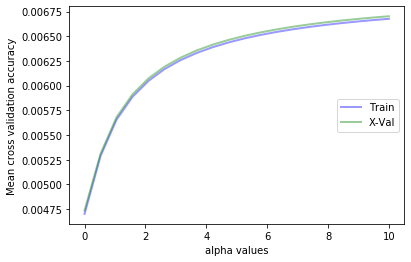 Mean cross validation accuracy
0.00675
0.00650
0.00625
0.00600
0.00575
0.00550
0.00525
0.00500
0.00475
Train
X-Val
0 2 4 6 8 10
alpha values